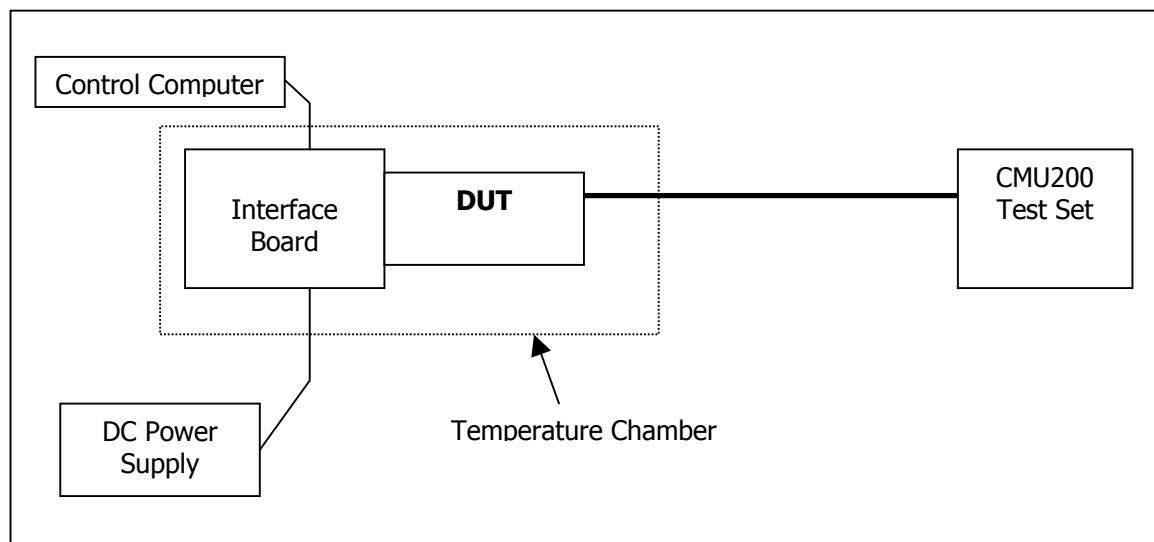 Control Computer
Interface
Board
DUT
CMU200
Test Set
DC Power
Supply
Temperature Chamber